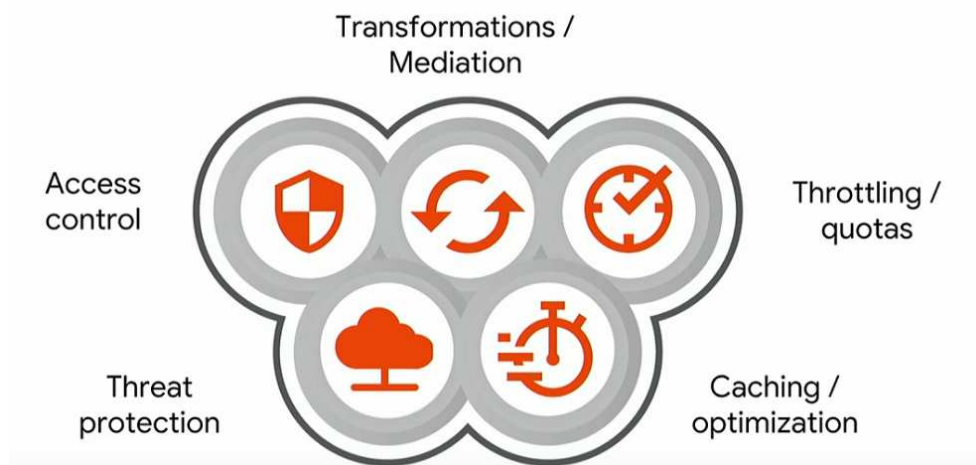 Transformations /
Mediation
Access
control
Throttling /
quotas
Threat
protection
Caching /
optimization